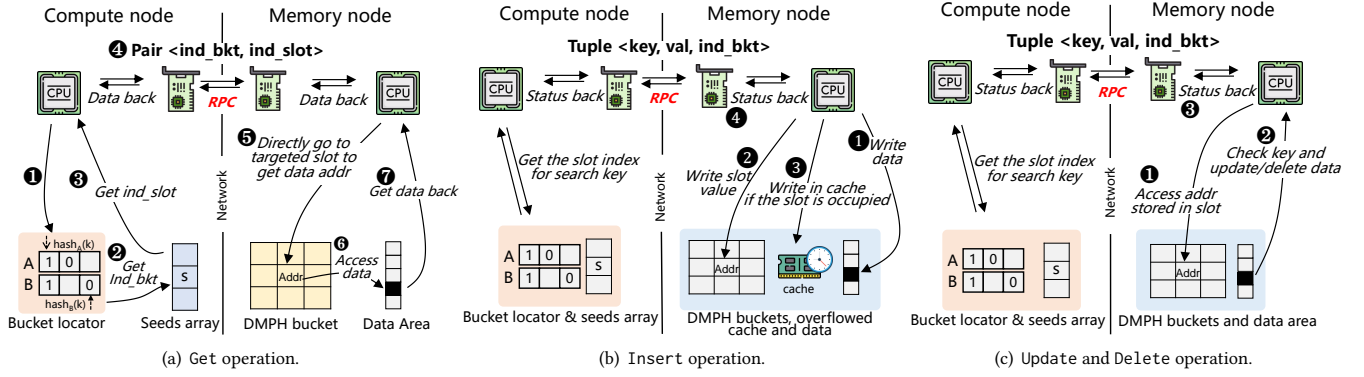 Compute node
Memory node
❹ Pair <ind_bkt, ind_slot>
CPU
Data back
RPC
Data back
CPU
❶
❸
Get ind_slot
❺ Directly go to
targeted slot to
get data addr
❼
Get data back
Network
hash_A(k)
A 1 0
B 1 0
hash_B(k)
❷
Get
Ind_bkt
S
Addr
❻
Access
data
Bucket locator
Seeds array
DMPH bucket
Data Area
(a) Get operation.
Compute node
Memory node
Tuple <key, val, ind_bkt>
CPU
Status back
RPC
Status back
CPU
❹
Get the slot index
for search key
Network
❷
Write slot
value
❸
Write in cache
if the slot is occupied
❶ Write
data
A 1 0
B 1 0
S
Addr
cache
Bucket locator & seeds array
DMPH buckets, overflowed
cache and data
(b) Insert operation.
Compute node
Memory node
Tuple <key, val, ind_bkt>
CPU
Status back
RPC
Status back
CPU
❸
Get the slot index
for search key
Network
❶
Access addr
stored in slot
❷
Check key and
update/delete data
A 1 0
B 1 0
S
Addr
Bucket locator & seeds array
DMPH buckets and data area
(c) Update and Delete operation.